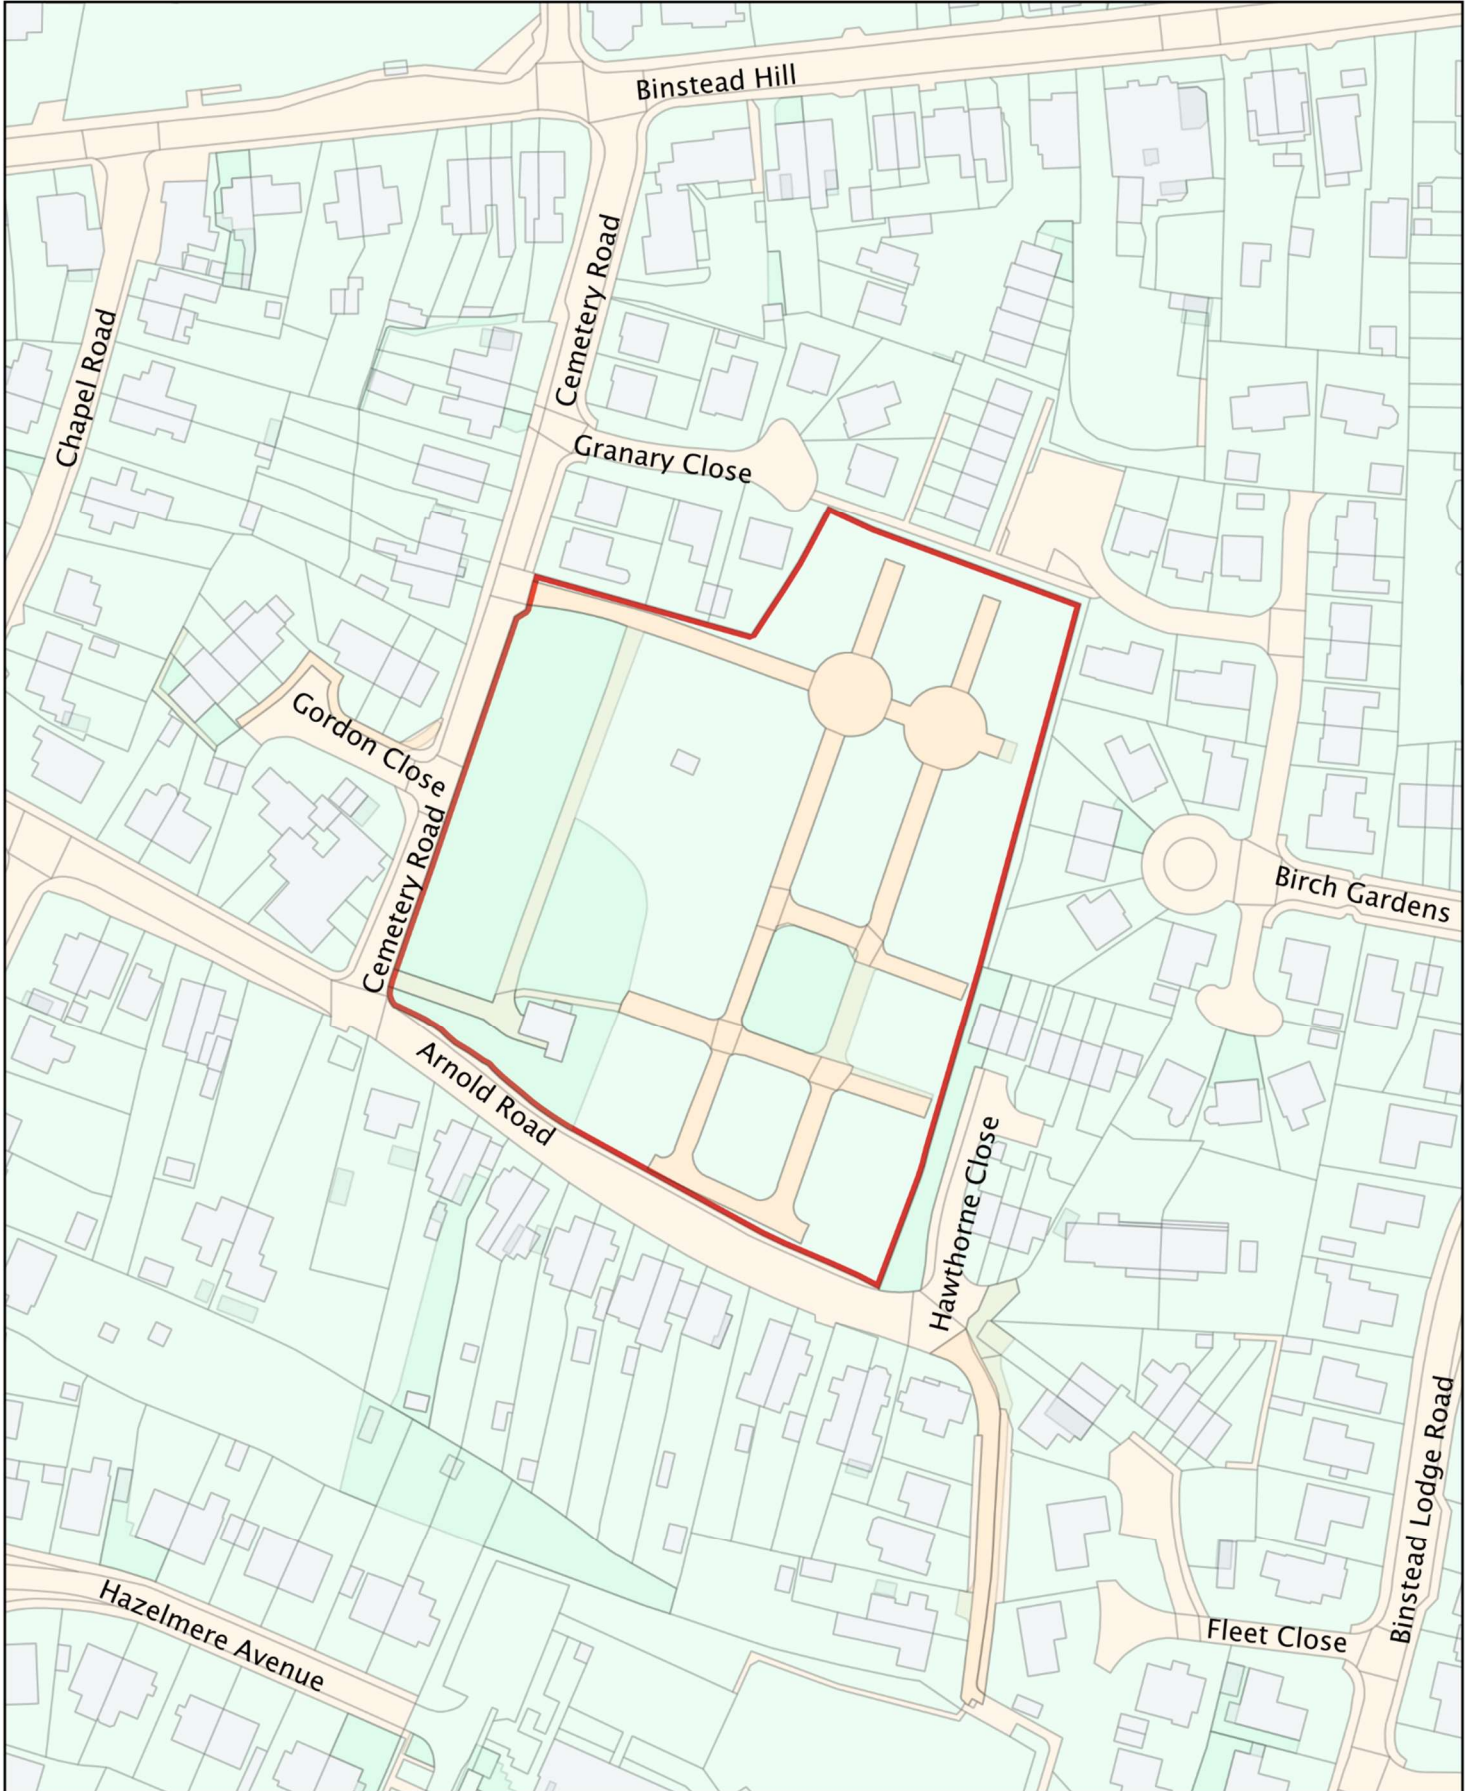 Binstead Hill
Cemetery Road
Chapel Road
Granary Close
Gordon Close
Cemetery Road
Birch Gardens
Arnold Road
Hawthorne Close
Binstead Lodge Road
Hazelmere Avenue
Fleet Close